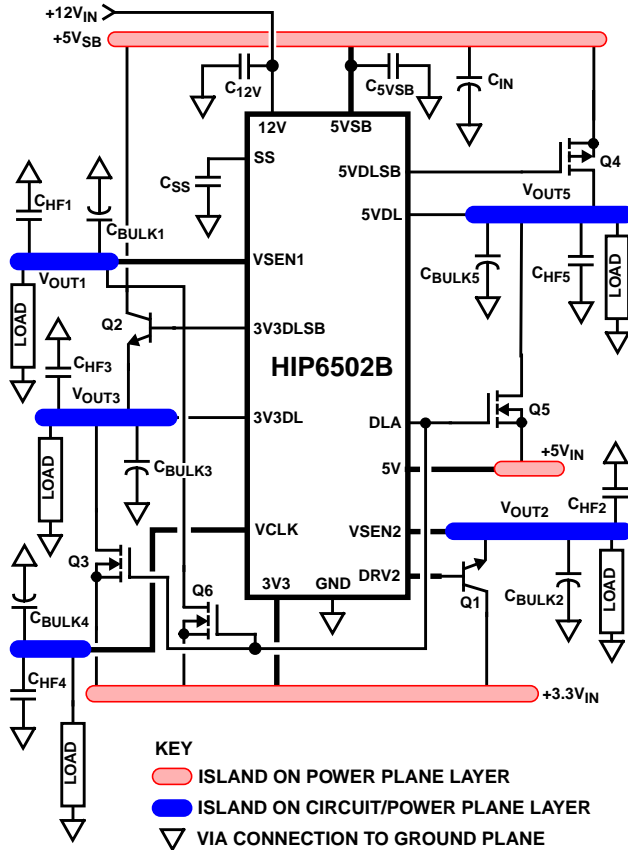 +12VIN
+5VSB
C12V
C5VSB
CIN
12V
5VSB
SS
CSS
5VDLSB
Q4
CHF1
CBULK1
VOUT5
5VDL
VSEN1
VOUT1
CBULK5
CHF5
LOAD
LOAD
Q2
3V3DLSB
HIP6502B
CHF3
VOUT3
3V3DL
DLA
Q5
+5VIN
LOAD
CBULK3
5V
CHF2
VCLK
VSEN2
VOUT2
Q3
3V3
GND
DRV2
Q1
CBULK2
LOAD
CBULK4
Q6
CHF4
+3.3VIN
LOAD
KEY
ISLAND ON POWER PLANE LAYER
ISLAND ON CIRCUIT/POWER PLANE LAYER
VIA CONNECTION TO GROUND PLANE